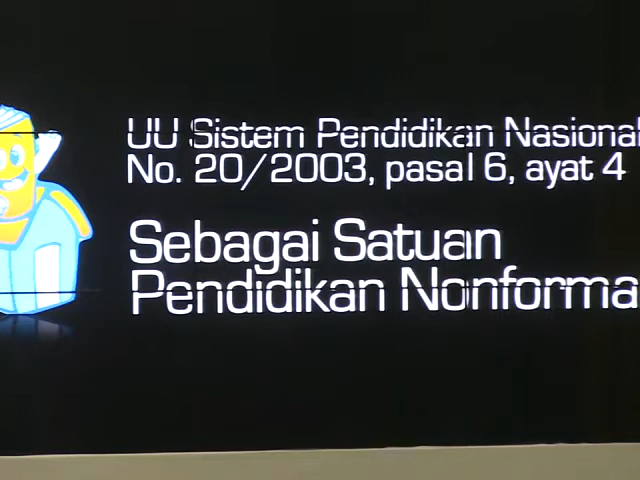 UU Sistem Pendidikan Nasional
No. 20/2003, pasal 6, ayat 4
Sebagai Satuan
Pendidikan Nonforma